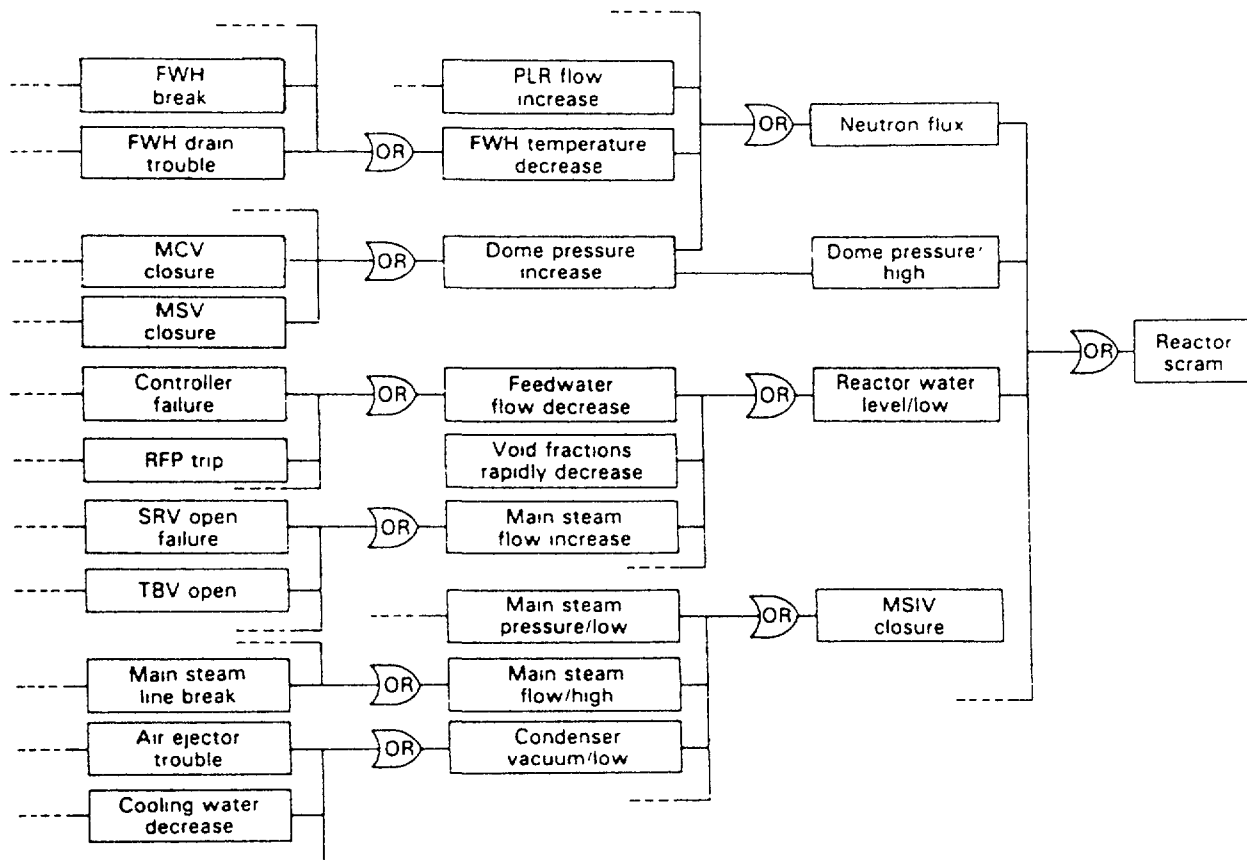 FWH
break
FWH drain
trouble
MCV
closure
MSV
closure
Controller
failure
RFP trip
SRV open
failure
TBV open
Main steam
line break
Air ejector
trouble
Cooling water
decrease
OR
OR
OR
OR
OR
OR
PLR flow
increase
FWH temperature
decrease
Dome pressure
increase
Feedwater
flow decrease
Void fractions
rapidly decrease
Main steam
flow increase
Main steam
pressure/low
Main steam
flow/high
Condenser
vacuum/low
OR
OR
OR
Neutron flux
Dome pressure/
high
Reactor water
level/low
MSIV
closure
OR
Reactor
scram